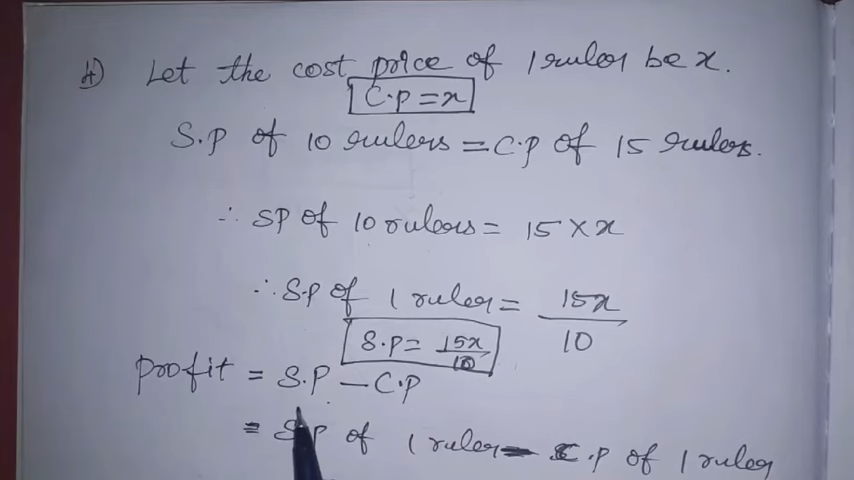 4) Let the cost price of 1 ruler be x.
C.P = x
S.P of 10 rulers = C.P of 15 rulers.
∴ SP of 10 rulers = 15 × x
∴ S.P of 1 ruler = 15x / 10
S.P = 15x / 10
Profit = S.P – C.P
= SP of 1 ruler – C.P of 1 ruler